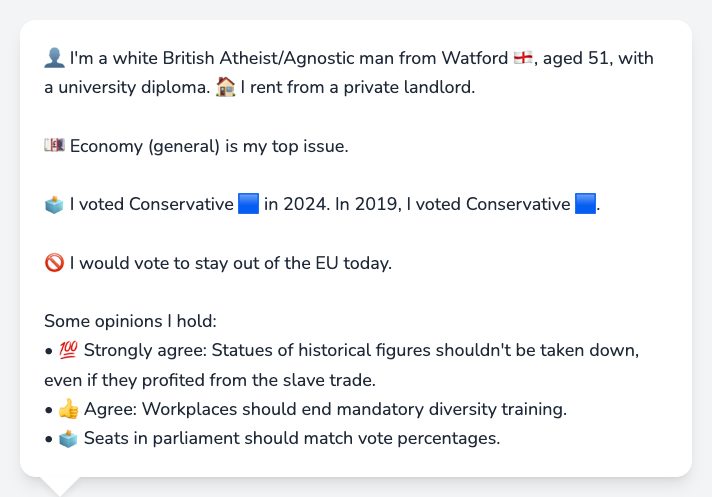 👤 I'm a white British Atheist/Agnostic man from Watford 🏴󠁧󠁢󠁥󠁮󠁧󠁿, aged 51, with
a university diploma. 🏠 I rent from a private landlord.
💷 Economy (general) is my top issue.
🗳️ I voted Conservative 🟦 in 2024. In 2019, I voted Conservative 🟦.
🚫 I would vote to stay out of the EU today.
Some opinions I hold:
• 💯 Strongly agree: Statues of historical figures shouldn't be taken down,
even if they profited from the slave trade.
• 👍 Agree: Workplaces should end mandatory diversity training.
• 🗳️ Seats in parliament should match vote percentages.